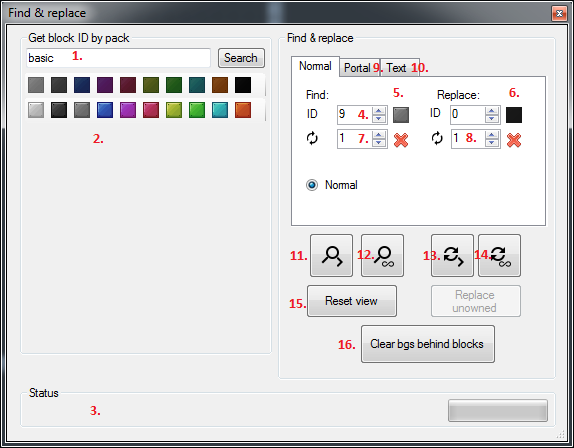 Find & replace
Get block ID by pack
basic 1. Search
2.
Find & replace
Normal Portal 9. Text 10.
5. 6.
Find: Replace:
ID 9 4. ID 0
1 7. 1 8.
Normal
11. 12. 13. 14.
15. Reset view Replace
unowned
16. Clear bgs behind blocks
Status
3.